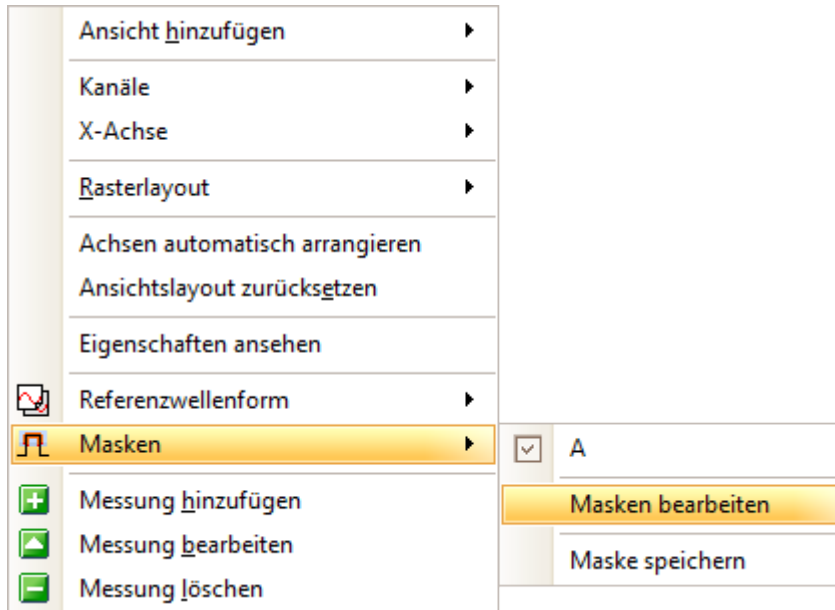 Ansicht hinzufügen
Kanäle
X-Achse
Rasterlayout
Achsen automatisch arrangieren
Ansichtslayout zurücksetzen
Eigenschaften ansehen
Referenzwellenform
Masken
Messung hinzufügen
Messung bearbeiten
Messung löschen
A
Masken bearbeiten
Maske speichern